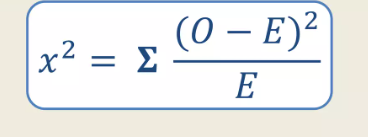 x² = Σ (O – E)² / E